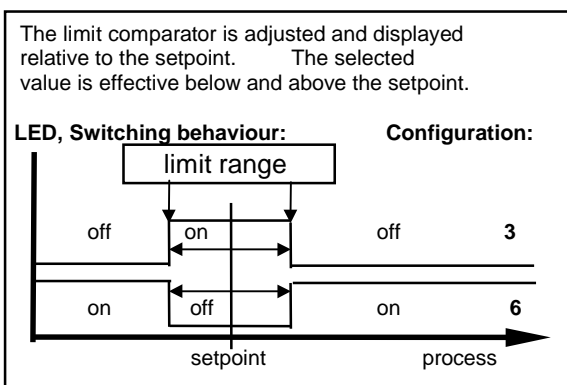 The limit comparator is adjusted and displayed
relative to the setpoint. The selected
value is effective below and above the setpoint.
LED, Switching behaviour: Configuration:
limit range
off on off 3
on off on 6
setpoint process